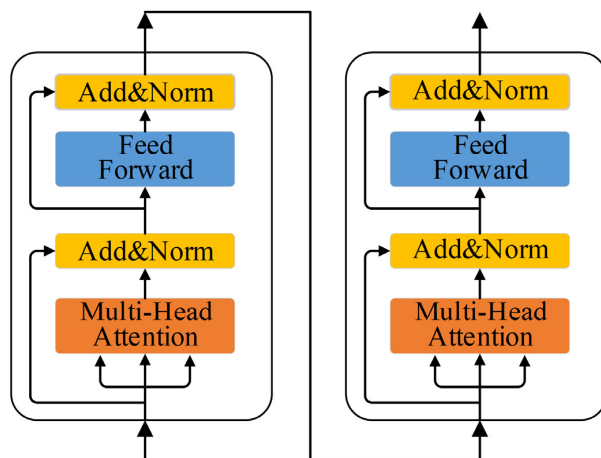 Add&Norm
Feed
Forward
Add&Norm
Multi-Head
Attention
Add&Norm
Feed
Forward
Add&Norm
Multi-Head
Attention